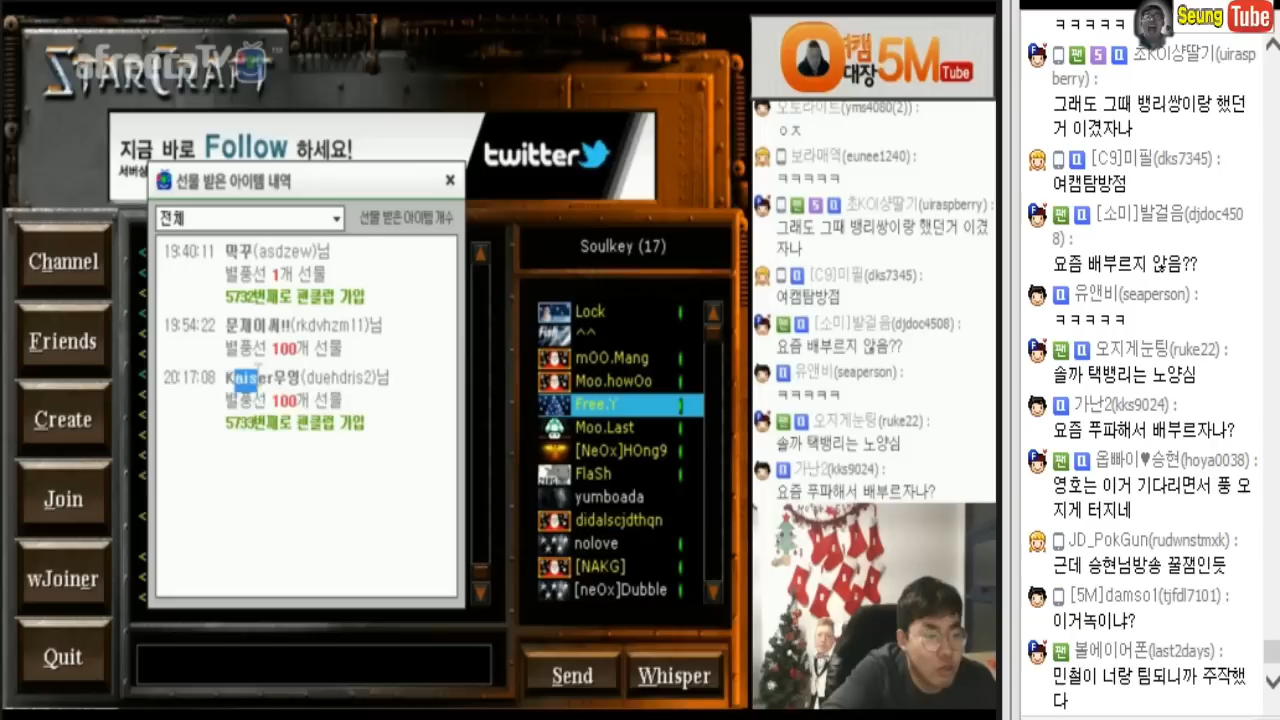 STARCRAFT
afreecaTV
지금 바로 Follow 하세요!
twitter
선물 받은 아이템 내역
전체
선물 받은아이템 개수
19:40:11 막꾸(asdzew)님
별풍선 1개 선물
5732번째로 팬클럽 가입
19:54:22 문제이써!!(rkdvhzm11)님
별풍선 100개 선물
20:17:08 Kaiser우영(duehdris2)님
별풍선 100개 선물
5733번째로 팬클럽 가입
Channel
Friends
Create
Join
wJoiner
Quit
Soulkey (17)
Lock
^^
mOO.Mang
Moo.howOo
Free.Y
Moo.Last
[NeOx]HOng9
FlaSh
yumboada
didalscjdthqn
nolove
[NAKG]
[neOx]Dubble
Send
Whisper
여캠
대장 5M Tube
오토라이트(yms4080(2)) :
ㅇㅈ
보라매역(eunee1240) :
ㅋㅋㅋㅋㅋ
초KOI샹딸기(uiraspberry) :
그래도 그때 뱅리쌍이랑 했던거 이겼
자나
[C9]미필(dks7345) :
여캠탐방점
[소미]발걸음(djdoc4508) :
요즘 배부르지 않음??
유앤비(seaperson) :
ㅋㅋㅋㅋㅋ
오지게눈팅(ruke22) :
솔까 택뱅리는 노양심
가난2(kks9024) :
요즘 푸파해서 배부르자나?
ㅋㅋㅋㅋㅋ
Seung Tube
초KOI샹딸기(uirasp
berry) :
그래도 그때 뱅리쌍이랑 했던
거 이겼자나
[C9]미필(dks7345) :
여캠탐방점
[소미]발걸음(djdoc450
8) :
요즘 배부르지 않음??
유앤비(seaperson) :
ㅋㅋㅋㅋㅋ
오지게눈팅(ruke22) :
솔까 택뱅리는 노양심
가난2(kks9024) :
요즘 푸파해서 배부르자나?
옵빠이♥승현(hoya0038) :
영호는 이거 기다리면서 풍 오
지게 터지네
JD_PokGun(rudwnstmxk) :
근데 승현님방송 꿀잼인듯
[5M]damso1(tjfdl7101) :
이거녹이냐?
볼에이어폰(last2days) :
민철이 너랑 팀되니까 주작했
다